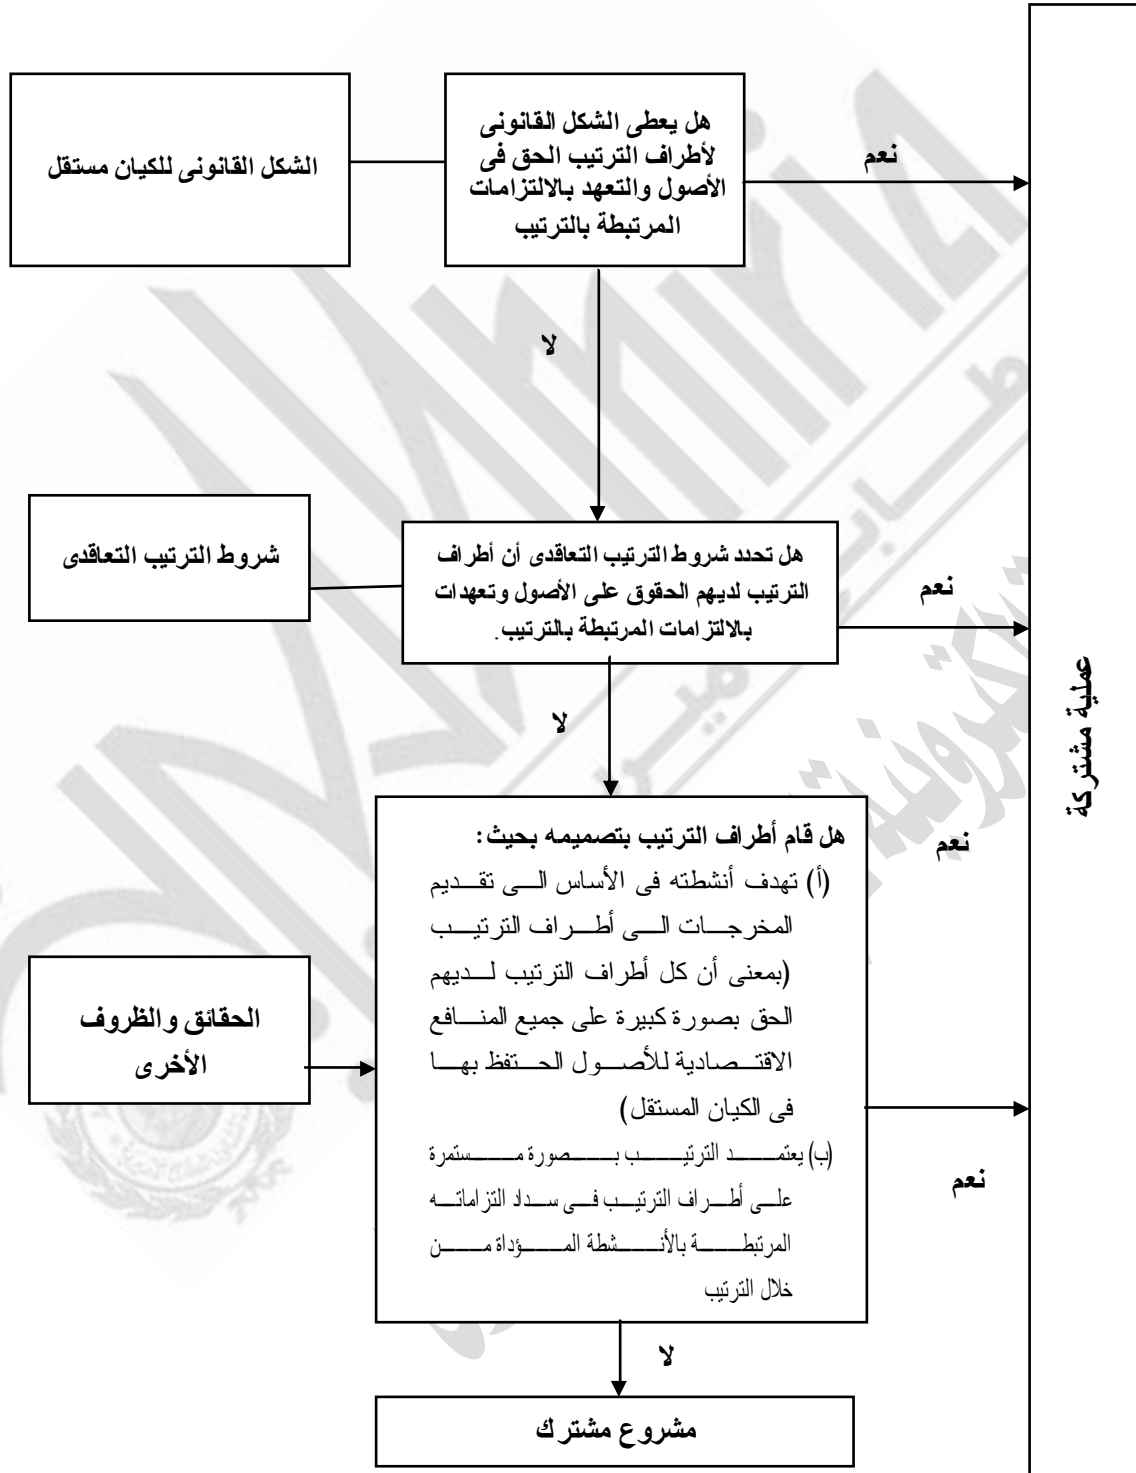 الشكل القانونى للكيان مستقل
هل يعطى الشكل القانونى
لأطراف الترتيب الحق فى
الأصول والتعهد بالالتزامات
المرتبطة بالترتيب
نعم
لا
شروط الترتيب التعاقدى
هل تحدد شروط الترتيب التعاقدى أن أطراف
الترتيب لديهم الحقوق على الأصول وتعهدات
بالالتزامات المرتبطة بالترتيب.
نعم
لا
عملية مشتركة
هل قام أطراف الترتيب بتصميمه بحيث:
(أ) تهدف أنشطته فى الأساس الى تقديم
المخرجات الى أطراف الترتيب
(بمعنى أن كل أطراف الترتيب لديهم
الحق بصورة كبيرة على جميع المنافع
الاقتصادية للأصول الحتفظ بها
فى الكيان المستقل)
(ب) يعتمد الترتيب بصورة مستمرة
على أطراف الترتيب فى سداد التزاماته
المرتبطة بالأنشطة المؤداة من
خلال الترتيب
نعم
الحقائق والظروف
الأخرى
نعم
لا
مشروع مشترك